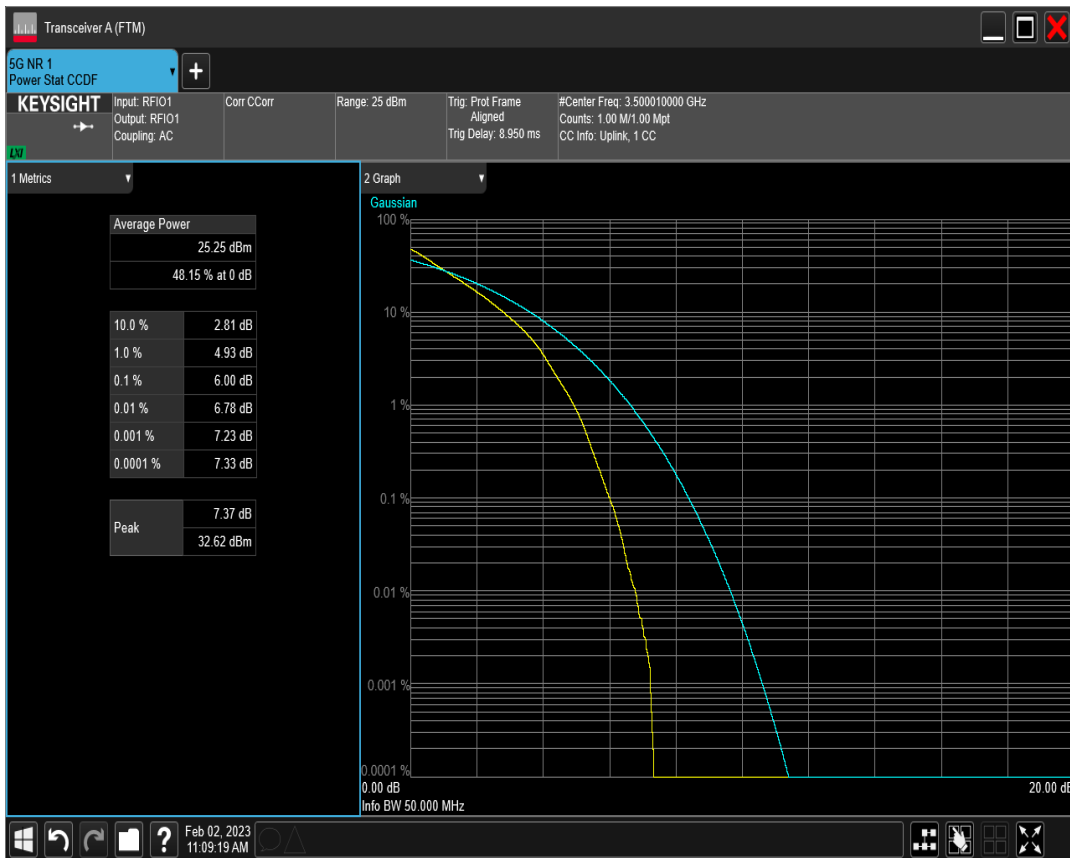 Transceiver A (FTM)
5G NR 1
Power Stat CCDF
+
KEYSIGHT
LXI
Input: RFIO1
Output: RFIO1
Coupling: AC
Corr CCorr
Range: 25 dBm
Trig: Prot Frame
Aligned
Trig Delay: 8.950 ms
#Center Freq: 3.500010000 GHz
Counts: 1.00 M/1.00 Mpt
CC Info: Uplink, 1 CC
1 Metrics
Average Power
25.25 dBm
48.15 % at 0 dB
10.0 % 2.81 dB
1.0 % 4.93 dB
0.1 % 6.00 dB
0.01 % 6.78 dB
0.001 % 7.23 dB
0.0001 % 7.33 dB
Peak
7.37 dB
32.62 dBm
2 Graph
Gaussian
100 %
10 %
1 %
0.1 %
0.01 %
0.001 %
0.0001 %
0.00 dB 20.00 dB
Info BW 50.000 MHz
?
Feb 02, 2023
11:09:19 AM